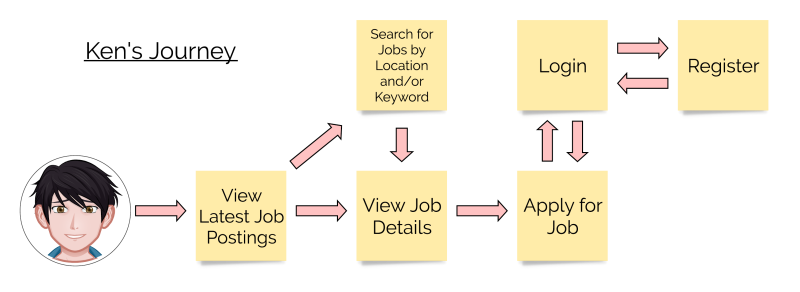 Ken's Journey
Search for
Jobs by
Location
and/or
Keyword
Login
Register
View
Latest Job
Postings
View Job
Details
Apply for
Job